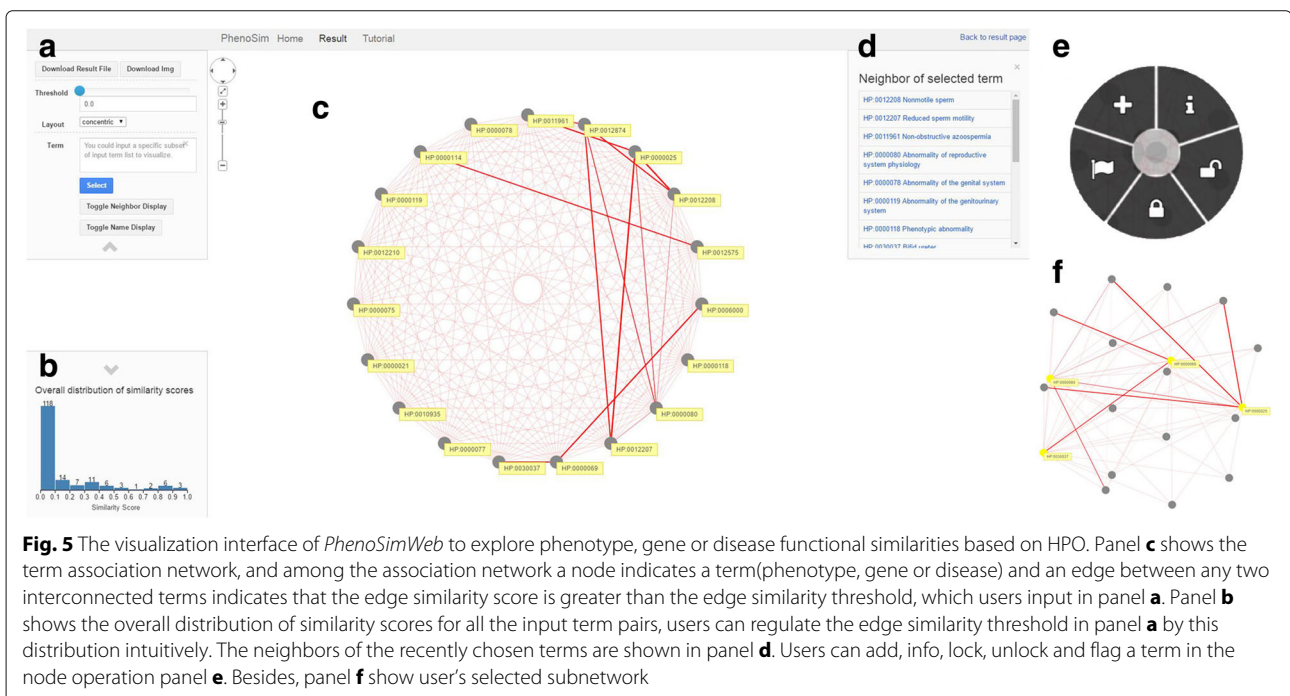 a
PhenoSim Home Result Tutorial
Back to result page
Download Result File Download Img
Threshold
0.0
Layout concentric
Term
You could input a specific subset
of input term list to visualize.
Select
Toggle Neighbor Display
Toggle Name Display
b
Overall distribution of similarity scores
118
14
7
11
6
3
1
2
6
3
0.0 0.1 0.2 0.3 0.4 0.5 0.6 0.7 0.8 0.9 1.0
Similarity Score
c
HP:0011961
HP:0012874
HP:0000025
HP:0012208
HP:0012575
HP:0006000
HP:0000118
HP:0000080
HP:0012207
HP:0000069
HP:0030037
HP:0000077
HP:0010935
HP:0000021
HP:0000075
HP:0012210
HP:0000119
HP:0000114
HP:0000078
d
Neighbor of selected term
HP:0012208 Nonmotile sperm
HP:0012207 Reduced sperm motility
HP:0011961 Non-obstructive azoospermia
HP:0000080 Abnormality of reproductive
system physiology
HP:0000078 Abnormality of the genital system
HP:0000119 Abnormality of the genitourinary
system
HP:0000118 Phenotypic abnormality
HP:0030037 Bifid ureter
e
f
HP:0000025
HP:0030037
Fig. 5 The visualization interface of PhenoSimWeb to explore phenotype, gene or disease functional similarities based on HPO. Panel c shows the
term association network, and among the association network a node indicates a term(phenotype, gene or disease) and an edge between any two
interconnected terms indicates that the edge similarity score is greater than the edge similarity threshold, which users input in panel a. Panel b
shows the overall distribution of similarity scores for all the input term pairs, users can regulate the edge similarity threshold in panel a by this
distribution intuitively. The neighbors of the recently chosen terms are shown in panel d. Users can add, info, lock, unlock and flag a term in the
node operation panel e. Besides, panel f show user's selected subnetwork